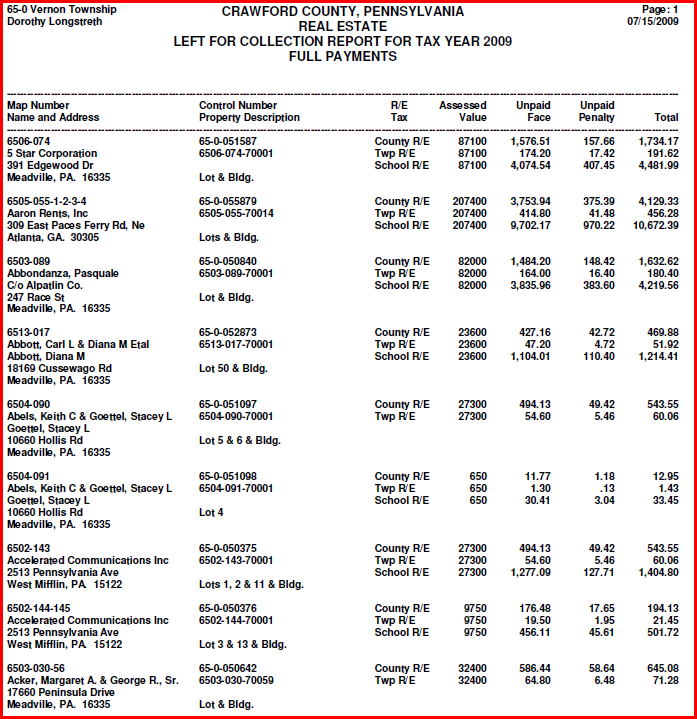 65-0 Vernon Township CRAWFORD COUNTY, PENNSYLVANIA Page: 1
Dorothy Longstreth REAL ESTATE 07/15/2009
LEFT FOR COLLECTION REPORT FOR TAX YEAR 2009
FULL PAYMENTS
Map Number Control Number R/E Assessed Unpaid Unpaid
Name and Address Property Description Tax Value Face Penalty Total
6506-074 65-0-051587 County R/E 87100 1,576.51 157.66 1,734.17
5 Star Corporation 6506-074-70001 Twp R/E 87100 174.20 17.42 191.62
391 Edgewood Dr School R/E 87100 4,074.54 407.45 4,481.99
Meadville, PA. 16335 Lot & Bldg.
6505-055-1-2-3-4 65-0-055879 County R/E 207400 3,753.94 375.39 4,129.33
Aaron Rents, Inc 6505-055-70014 Twp R/E 207400 414.80 41.48 456.28
309 East Paces Ferry Rd, Ne School R/E 207400 9,702.17 970.22 10,672.39
Atlanta, GA. 30305 Lots & Bldg.
6503-089 65-0-050840 County R/E 82000 1,484.20 148.42 1,632.62
Abbondanza, Pasquale 6503-089-70001 Twp R/E 82000 164.00 16.40 180.40
C/o Alpatlin Co. School R/E 82000 3,835.96 383.60 4,219.56
247 Race St Lot & Bldg.
Meadville, PA. 16335
6513-017 65-0-052873 County R/E 23600 427.16 42.72 469.88
Abbott, Carl L & Diana M Etal 6513-017-70001 Twp R/E 23600 47.20 4.72 51.92
Abbott, Diana M School R/E 23600 1,104.01 110.40 1,214.41
18169 Cussewago Rd Lot 50 & Bldg.
Meadville, PA. 16335
6504-090 65-0-051097 County R/E 27300 494.13 49.42 543.55
Abels, Keith C & Goettel, Stacey L 6504-090-70001 Twp R/E 27300 54.60 5.46 60.06
Goettel, Stacey L
10660 Hollis Rd Lot 5 & 6 & Bldg.
Meadville, PA. 16335
6504-091 65-0-051098 County R/E 650 11.77 1.18 12.95
Abels, Keith C & Goettel, Stacey L 6504-091-70001 Twp R/E 650 1.30 .13 1.43
Goettel, Stacey L School R/E 650 30.41 3.04 33.45
10660 Hollis Rd Lot 4
Meadville, PA. 16335
6502-143 65-0-050375 County R/E 27300 494.13 49.42 543.55
Accelerated Communications Inc 6502-143-70001 Twp R/E 27300 54.60 5.46 60.06
2513 Pennsylvania Ave School R/E 27300 1,277.09 127.71 1,404.80
West Mifflin, PA 15122 Lots 1, 2 & 11 & Bldg.
6502-144-145 65-0-050376 County R/E 9750 176.48 17.65 194.13
Accelerated Communications Inc 6502-144-70001 Twp R/E 9750 19.50 1.95 21.45
2513 Pennsylvania Ave School R/E 9750 456.11 45.61 501.72
West Mifflin, PA 15122 Lot 3 & 13 & Bldg.
6503-030-56 65-0-050642 County R/E 32400 586.44 58.64 645.08
Acker, Margaret A. & George R., Sr. 6503-030-70059 Twp R/E 32400 64.80 6.48 71.28
17660 Peninsula Drive
Meadville, PA. 16335 Lot & Bldg.